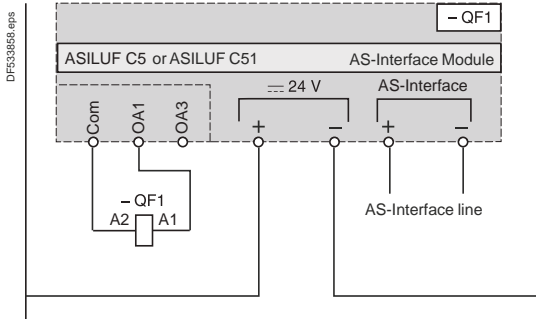 DF533858.eps
– QF1
ASILUF C5 or ASILUF C51 AS-Interface Module
24 V AS-Interface
Com OA1 OA3
+ – + –
– QF1
A2 A1
AS-Interface line